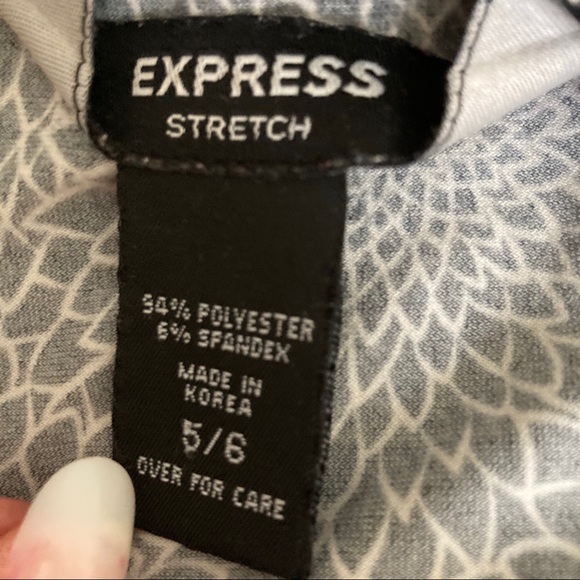 EXPRESS
STRETCH
94% POLYESTER
6% SPANDEX
MADE IN
KOREA
5/6
OVER FOR CARE